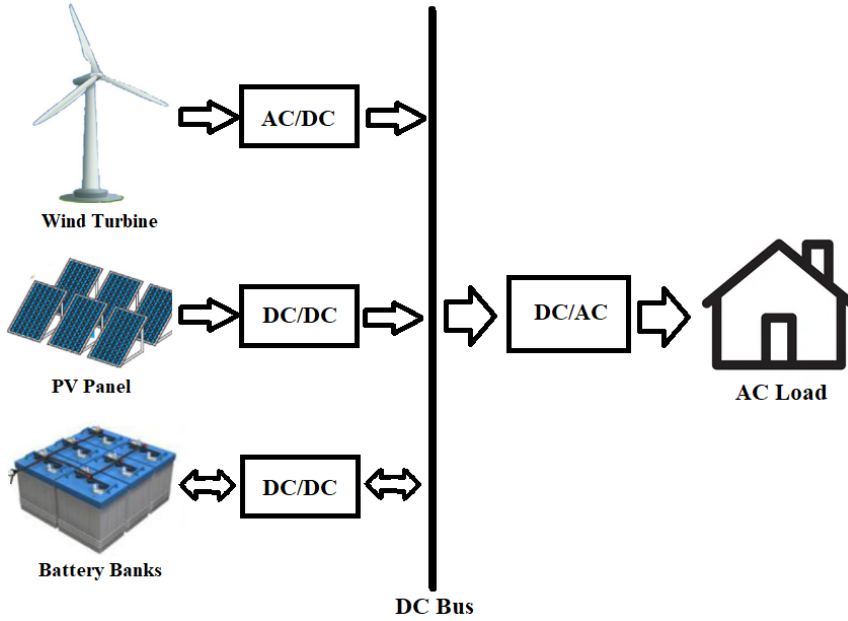 AC/DC
Wind Turbine
DC/DC
DC/AC
PV Panel
AC Load
DC/DC
Battery Banks
DC Bus